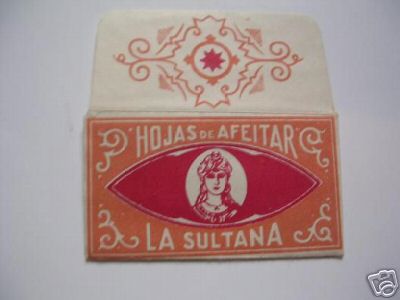 HOJAS DE AFEITAR
LA SULTANA